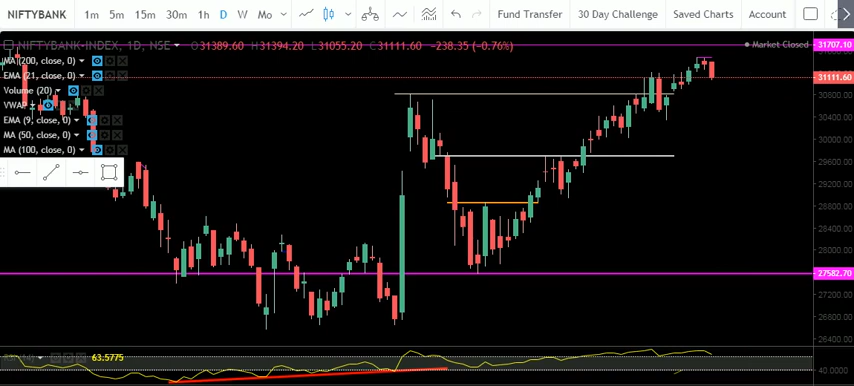 NIFTYBANK 1m 5m 15m 30m 1h D W Mo Fund Transfer 30 Day Challenge Saved Charts Account
NIFTYBANK-INDEX, 1D, NSE O31389.60 H31394.20 L31055.20 C31111.60 -238.35 (-0.76%) Market Closed 31707.10
MA (200, close, 0)
EMA (21, close, 0) 31111.60
Volume (20) 30800.00
VWAP
EMA (9, close, 0)
MA (50, close, 0) 30000.00
MA (100, close, 0)
29600.00
29200.00
28800.00
28400.00
28000.00
27582.70
27200.00
26800.00
26400.00
63.5775
40.0000